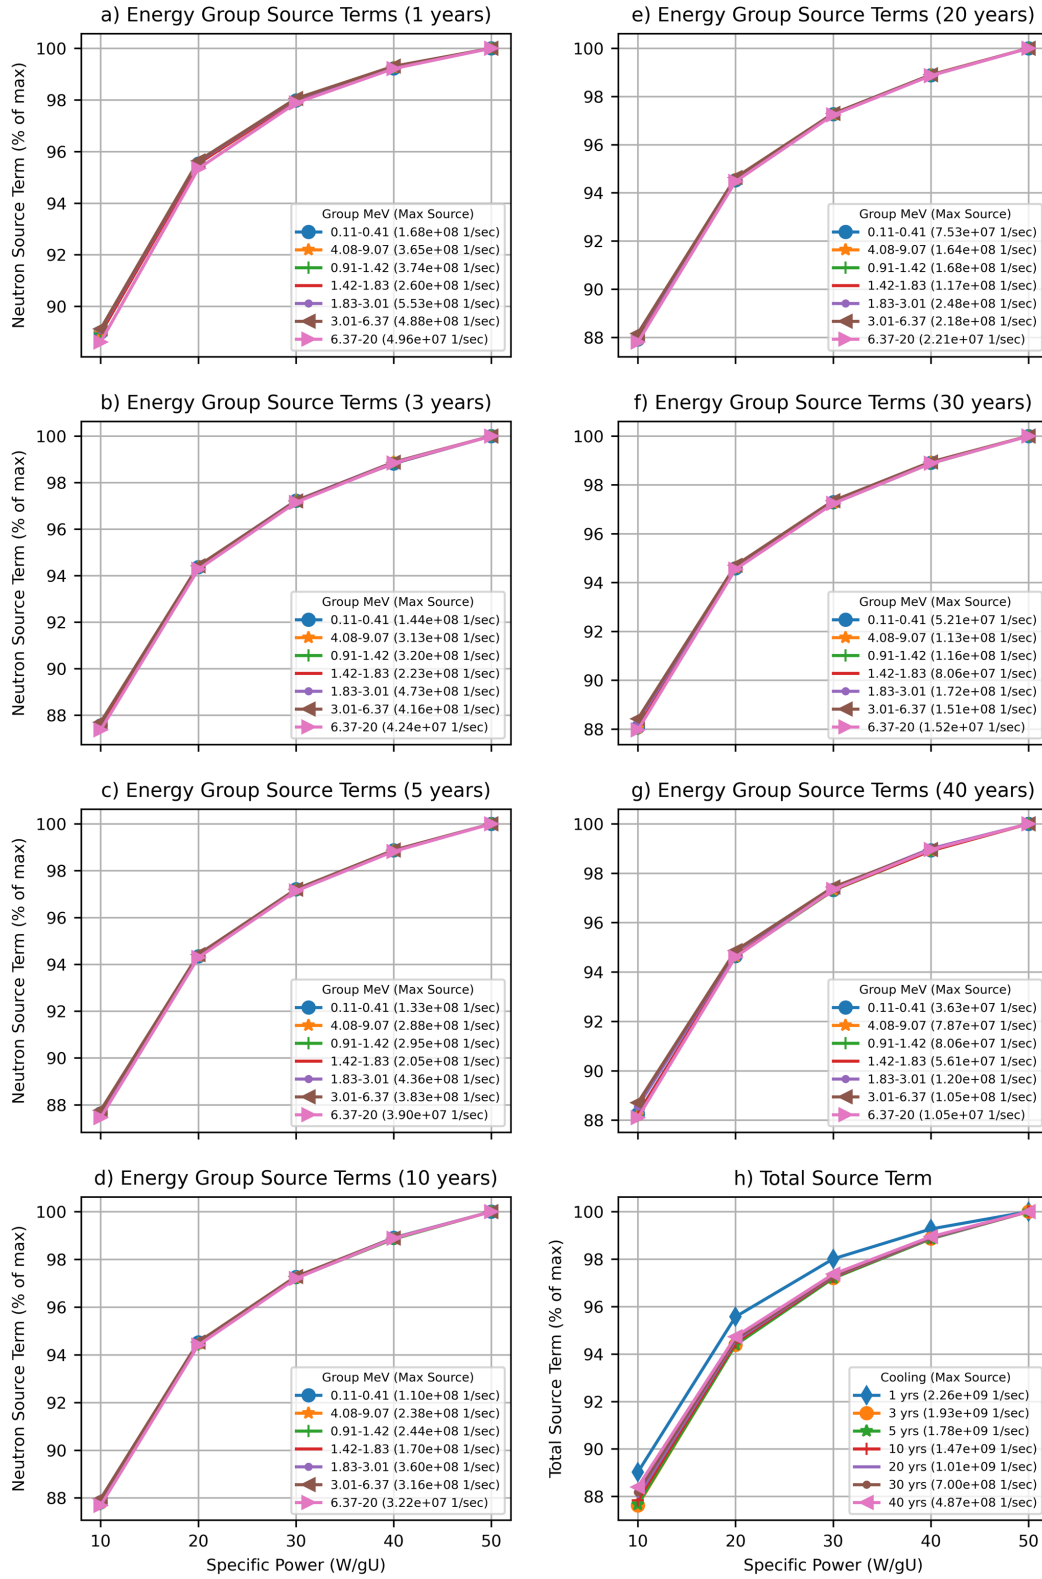 a) Energy Group Source Terms (1 years)
100
98
96
94
92
90
Neutron Source Term (% of max)
Group MeV (Max Source)
0.11-0.41 (1.68e+08 1/sec)
4.08-9.07 (3.65e+08 1/sec)
0.91-1.42 (3.74e+08 1/sec)
1.42-1.83 (2.60e+08 1/sec)
1.83-3.01 (5.53e+08 1/sec)
3.01-6.37 (4.88e+08 1/sec)
6.37-20 (4.96e+07 1/sec)
b) Energy Group Source Terms (3 years)
100
98
96
94
92
90
88
Neutron Source Term (% of max)
Group MeV (Max Source)
0.11-0.41 (1.44e+08 1/sec)
4.08-9.07 (3.13e+08 1/sec)
0.91-1.42 (3.20e+08 1/sec)
1.42-1.83 (2.23e+08 1/sec)
1.83-3.01 (4.73e+08 1/sec)
3.01-6.37 (4.16e+08 1/sec)
6.37-20 (4.24e+07 1/sec)
c) Energy Group Source Terms (5 years)
100
98
96
94
92
90
88
Neutron Source Term (% of max)
Group MeV (Max Source)
0.11-0.41 (1.33e+08 1/sec)
4.08-9.07 (2.88e+08 1/sec)
0.91-1.42 (2.95e+08 1/sec)
1.42-1.83 (2.05e+08 1/sec)
1.83-3.01 (4.36e+08 1/sec)
3.01-6.37 (3.83e+08 1/sec)
6.37-20 (3.90e+07 1/sec)
d) Energy Group Source Terms (10 years)
100
98
96
94
92
90
88
Neutron Source Term (% of max)
Group MeV (Max Source)
0.11-0.41 (1.10e+08 1/sec)
4.08-9.07 (2.38e+08 1/sec)
0.91-1.42 (2.44e+08 1/sec)
1.42-1.83 (1.70e+08 1/sec)
1.83-3.01 (3.60e+08 1/sec)
3.01-6.37 (3.16e+08 1/sec)
6.37-20 (3.22e+07 1/sec)
10 20 30 40 50
Specific Power (W/gU)
e) Energy Group Source Terms (20 years)
100
98
96
94
92
90
88
Group MeV (Max Source)
0.11-0.41 (7.53e+07 1/sec)
4.08-9.07 (1.64e+08 1/sec)
0.91-1.42 (1.68e+08 1/sec)
1.42-1.83 (1.17e+08 1/sec)
1.83-3.01 (2.48e+08 1/sec)
3.01-6.37 (2.18e+08 1/sec)
6.37-20 (2.21e+07 1/sec)
f) Energy Group Source Terms (30 years)
100
98
96
94
92
90
88
Group MeV (Max Source)
0.11-0.41 (5.21e+07 1/sec)
4.08-9.07 (1.13e+08 1/sec)
0.91-1.42 (1.16e+08 1/sec)
1.42-1.83 (8.06e+07 1/sec)
1.83-3.01 (1.72e+08 1/sec)
3.01-6.37 (1.51e+08 1/sec)
6.37-20 (1.52e+07 1/sec)
g) Energy Group Source Terms (40 years)
100
98
96
94
92
90
88
Group MeV (Max Source)
0.11-0.41 (3.63e+07 1/sec)
4.08-9.07 (7.87e+07 1/sec)
0.91-1.42 (8.06e+07 1/sec)
1.42-1.83 (5.61e+07 1/sec)
1.83-3.01 (1.20e+08 1/sec)
3.01-6.37 (1.05e+08 1/sec)
6.37-20 (1.05e+07 1/sec)
h) Total Source Term
100
98
96
94
92
90
88
Total Source Term (% of max)
Cooling (Max Source)
1 yrs (2.26e+09 1/sec)
3 yrs (1.93e+09 1/sec)
5 yrs (1.78e+09 1/sec)
10 yrs (1.47e+09 1/sec)
20 yrs (1.01e+09 1/sec)
30 yrs (7.00e+08 1/sec)
40 yrs (4.87e+08 1/sec)
10 20 30 40 50
Specific Power (W/gU)